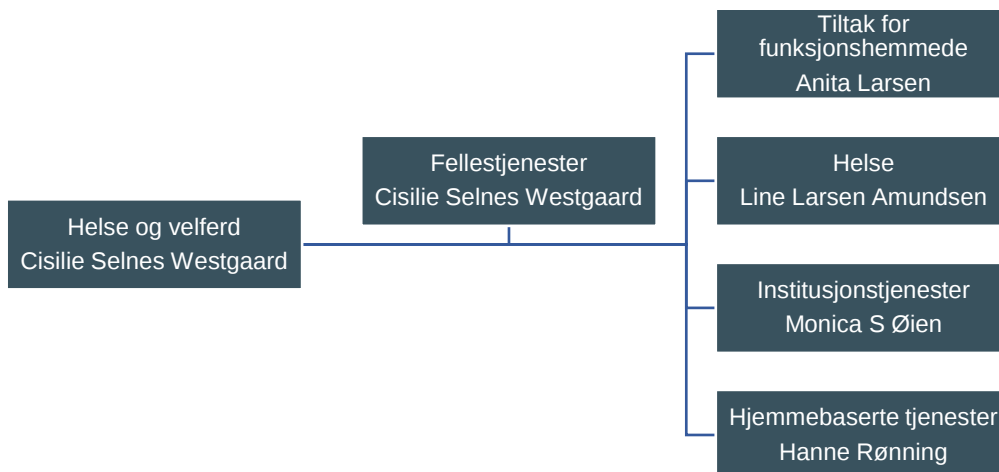 Helse og velferd
Cisilie Selnes Westgaard
Fellestjenester
Cisilie Selnes Westgaard
Tiltak for
funksjonshemmede
Anita Larsen
Helse
Line Larsen Amundsen
Institusjonstjenester
Monica S Øien
Hjemmebaserte tjenester
Hanne Rønning